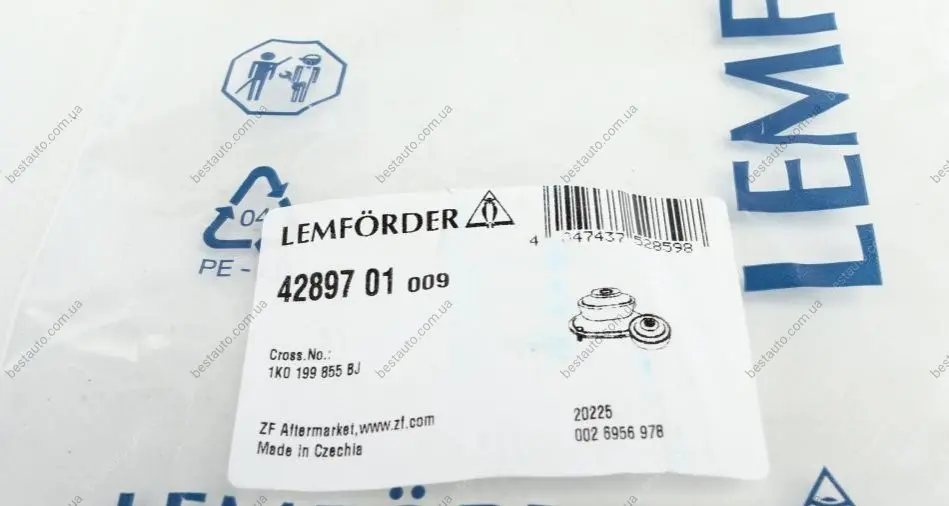 LEMFÖRDER
4 047437 528598
42897 01 009
Cross.No.:
1K0 199 855 BJ
ZF Aftermarket,www.zf.com
Made in Czechia
20225
002 6956 978
04
PE -
LEMF
LEMFÖRDER
bestauto.com.ua